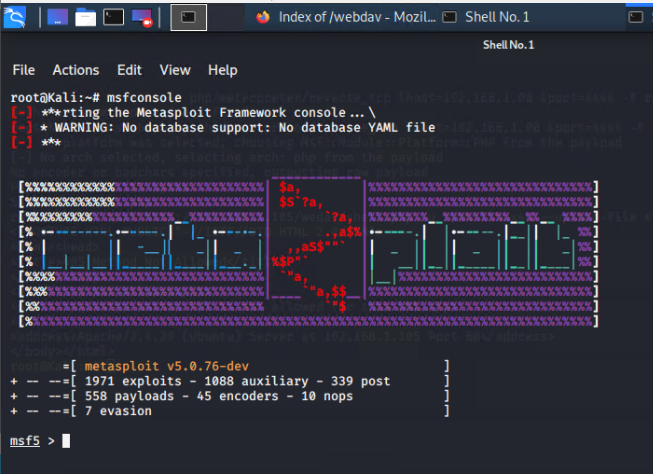 Index of /webdav - Mozil...
Shell No. 1
Shell No. 1
File Actions Edit View Help
root@Kali:~# msfconsole
[-] ***rting the Metasploit Framework console...\
[-] * WARNING: No database support: No database YAML file
[-] ***
=[ metasploit v5.0.76-dev ]
+ -- --=[ 1971 exploits - 1088 auxiliary - 339 post ]
+ -- --=[ 558 payloads - 45 encoders - 10 nops ]
+ -- --=[ 7 evasion ]
msf5 >